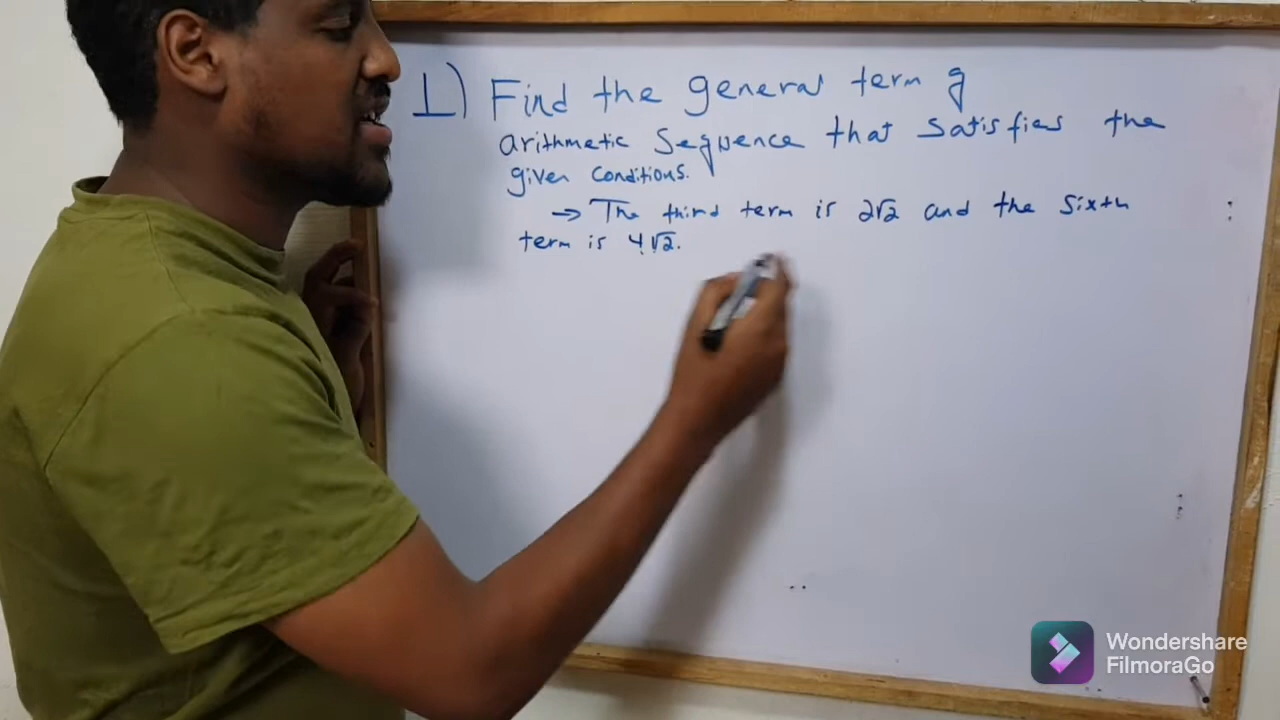 1) Find the general term of
arithmetic Sequence that satisfies the
given conditions.
→ The third term is 2√2 and the sixth
term is 4√2.
Wondershare
FilmoraGo